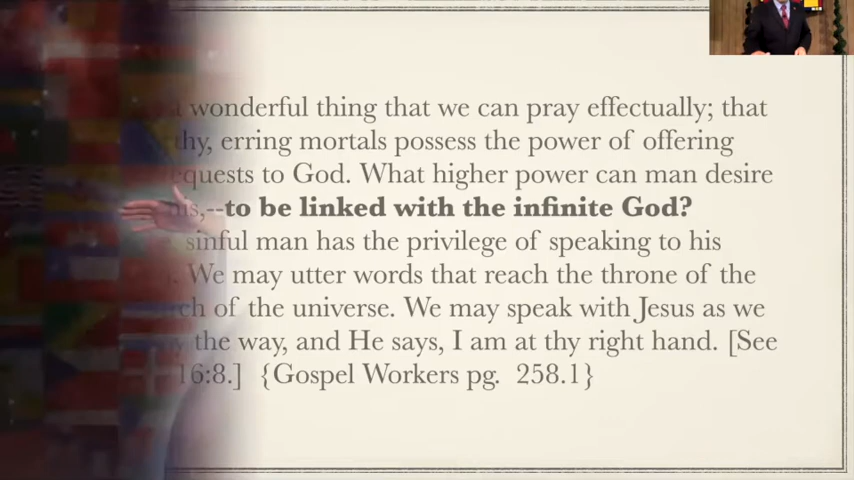 a wonderful thing that we can pray effectually; that
erring mortals possess the power of offering
requests to God. What higher power can man desire
this,--to be linked with the infinite God?
sinful man has the privilege of speaking to his
We may utter words that reach the throne of the
of the universe. We may speak with Jesus as we
the way, and He says, I am at thy right hand. [See
16:8.] {Gospel Workers pg. 258.1}